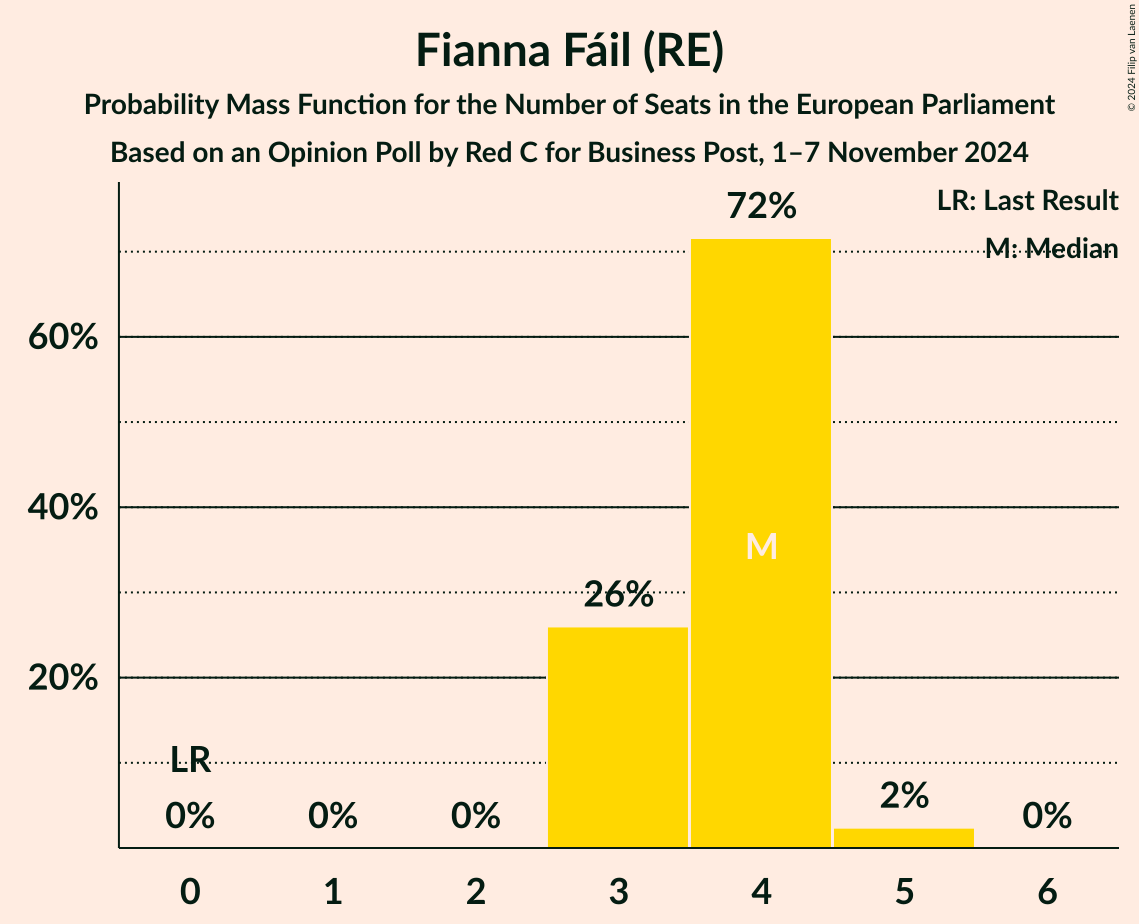 Fianna Fáil (RE)
Probability Mass Function for the Number of Seats in the European Parliament
Based on an Opinion Poll by Red C for Business Post, 1–7 November 2024
© 2024 Filip van Laenen
LR: Last Result
M: Median
72%
60%
40%
M
26%
20%
LR
0%
0%
0%
2%
0%
0
1
2
3
4
5
6